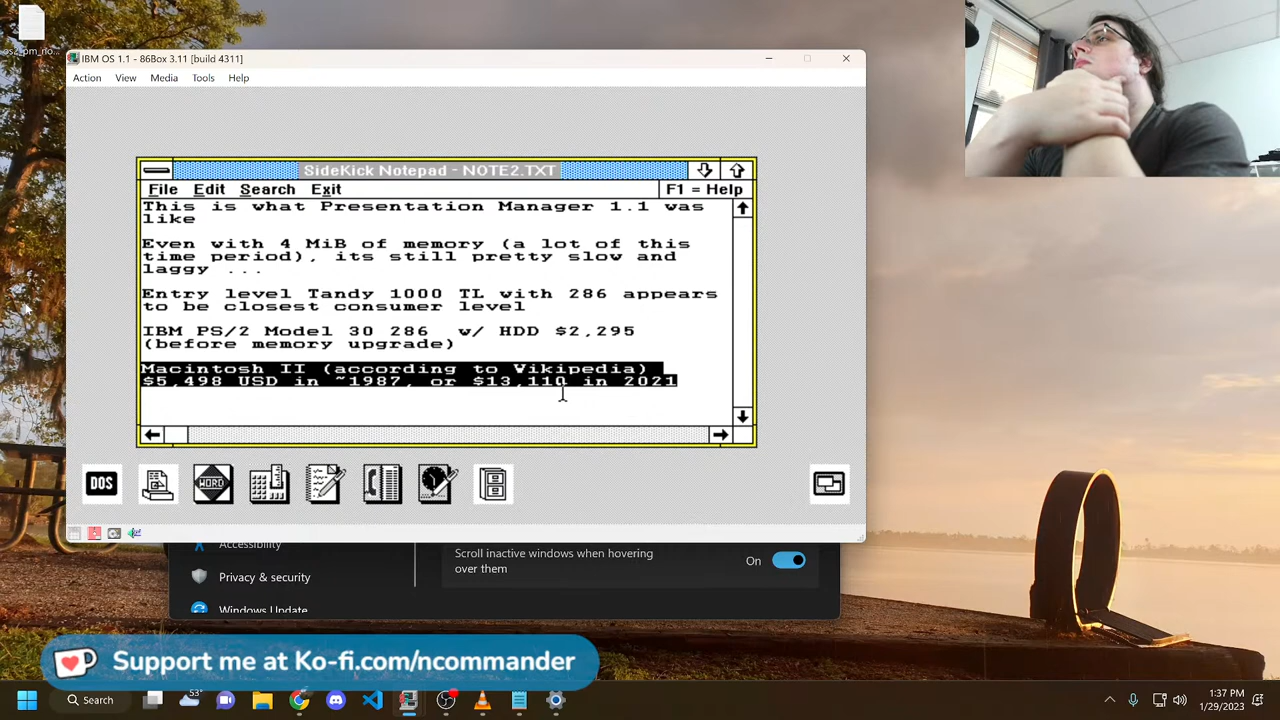 os2_pm_no...
IBM OS 1.1 - 86Box 3.11 [build 4311]
Action View Media Tools Help
SideKick Notepad - NOTE2.TXT
File Edit Search Exit F1 = Help
This is what Presentation Manager 1.1 was
like
Even with 4 MiB of memory (a lot of this
time period), its still pretty slow and
laggy ...
Entry level Tandy 1000 TL with 286 appears
to be closest consumer level
IBM PS/2 Model 30 286 w/ HDD $2,295
(before memory upgrade)
Macintosh II (according to Wikipedia)
$5,498 USD in ~1987, or $13,110 in 2021
DOS
WORD
Accessibility
Privacy & security
Windows Update
Scroll inactive windows when hovering
over them
On
Support me at Ko-fi.com/ncommander
Search
53°
1:37 PM
1/29/2023